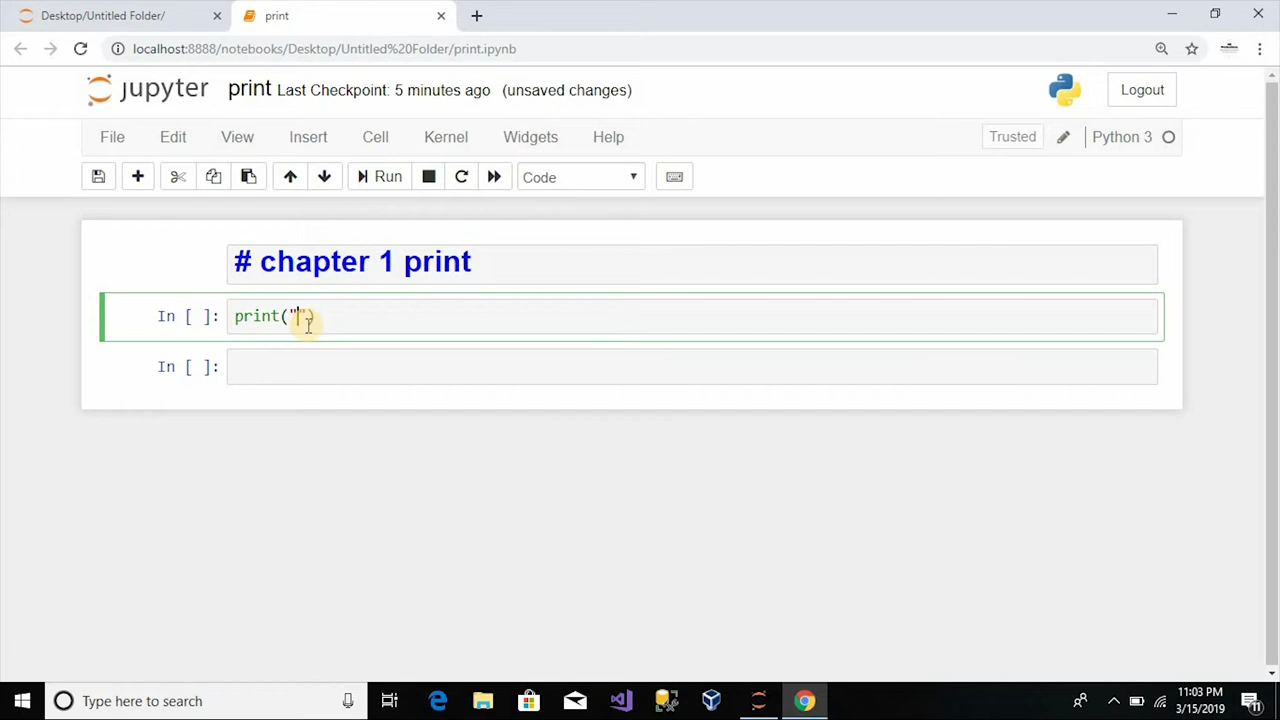 Desktop/Untitled Folder/
print
localhost:8888/notebooks/Desktop/Untitled%20Folder/print.ipynb
jupyter print Last Checkpoint: 5 minutes ago (unsaved changes)
Logout
File Edit View Insert Cell Kernel Widgets Help
Trusted
Python 3
Run
Code
# chapter 1 print
In [ ]: print("")
In [ ]:
Type here to search
11:03 PM
3/15/2019
11